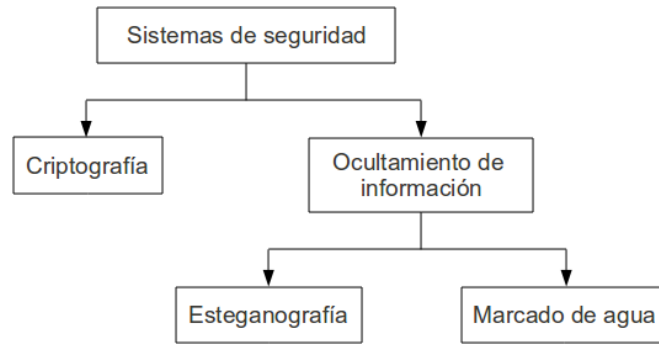 Sistemas de seguridad
Criptografía
Ocultamiento de
información
Esteganografía
Marcado de agua